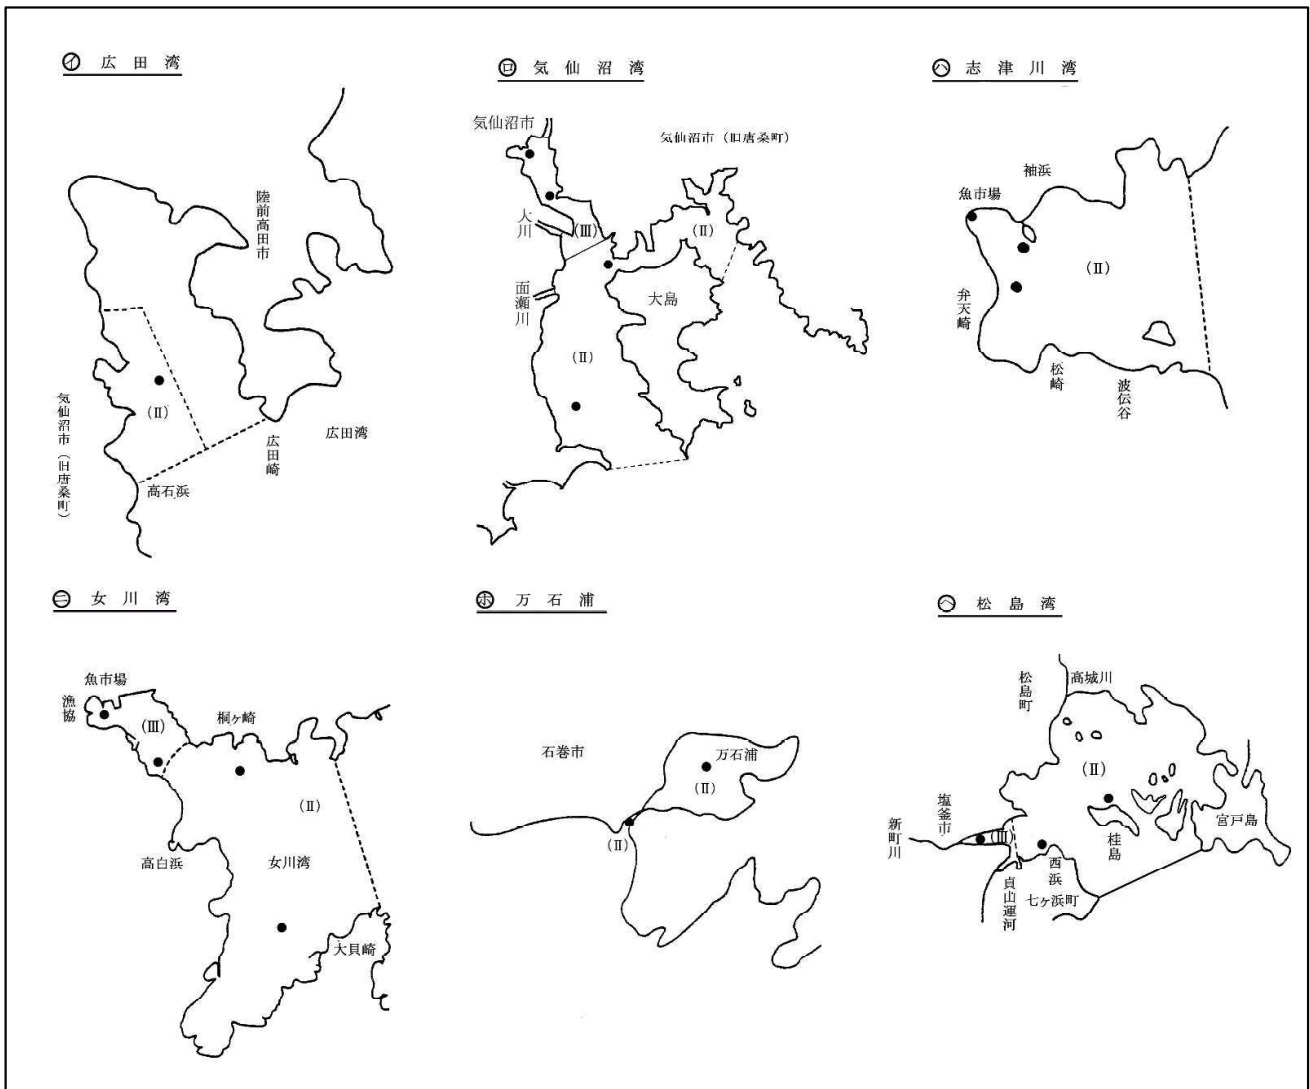 ㋑ 広田湾
陸前高田市
(Ⅱ)
気仙沼市（旧唐桑町）
高石浜
広田崎
広田湾
㋺ 気仙沼湾
気仙沼市
気仙沼市（旧唐桑町）
大川
(Ⅲ)
(Ⅱ)
面瀬川
大島
(Ⅱ)
㋩ 志津川湾
袖浜
魚市場
(Ⅱ)
弁天崎
松崎
波伝谷
㋥ 女川湾
魚市場
漁協
(Ⅲ)
桐ヶ崎
(Ⅱ)
高白浜
女川湾
大貝崎
㋭ 万石浦
石巻市
万石浦
(Ⅱ)
(Ⅱ)
㋬ 松島湾
松島町
高城川
(Ⅱ)
塩釜市
新町川
(Ⅲ)
桂島
宮戸島
西浜
貞山運河
七ヶ浜町